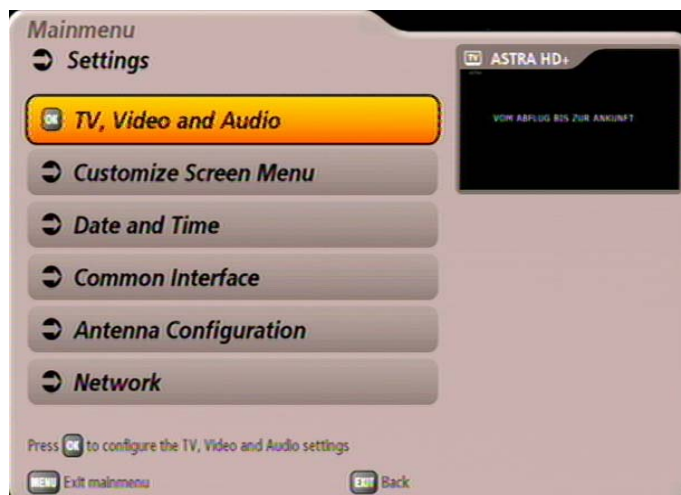 Mainmenu
Settings
TV ASTRA HD+
VOM ABFLUG BIS ZUR ANKUNFT
OK TV, Video and Audio
Customize Screen Menu
Date and Time
Common Interface
Antenna Configuration
Network
Press OK to configure the TV, Video and Audio settings
MENU Exit mainmenu
EXIT Back